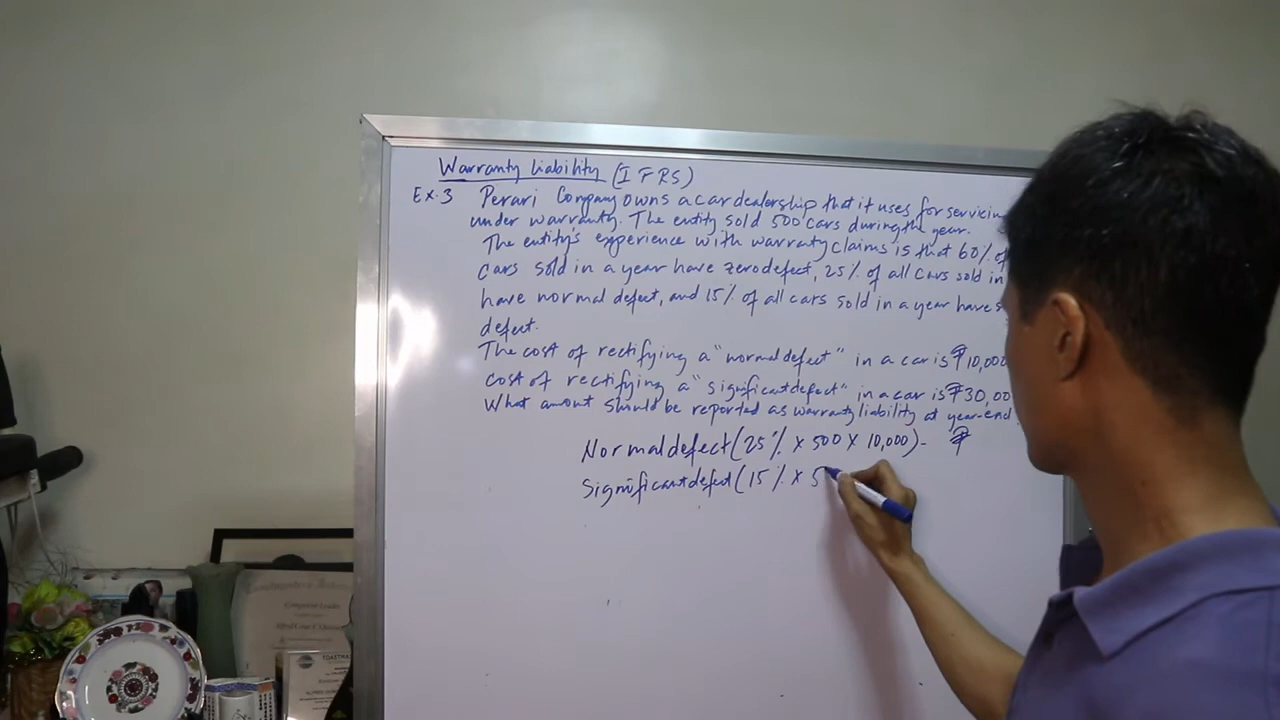 Warranty liability (IFRS)
Ex.3 Perari Company owns a car dealership that it uses for servicin
under warranty. The entity sold 500 cars during the year.
The entity's experience with warranty claims is that 60% of
cars sold in a year have zero defect, 25% of all cars sold in
have normal defect, and 15% of all cars sold in a year have s
defect.
The cost of rectifying a "normal defect" in a car is ₱10,000
cost of rectifying a "significant defect" in a car is ₱30,00
What amount should be reported as warranty liability at year-end
Normal defect (25% x 500 x 10,000) - ₱
Significant defect (15% x 5
Competent Leader
TOASTMA